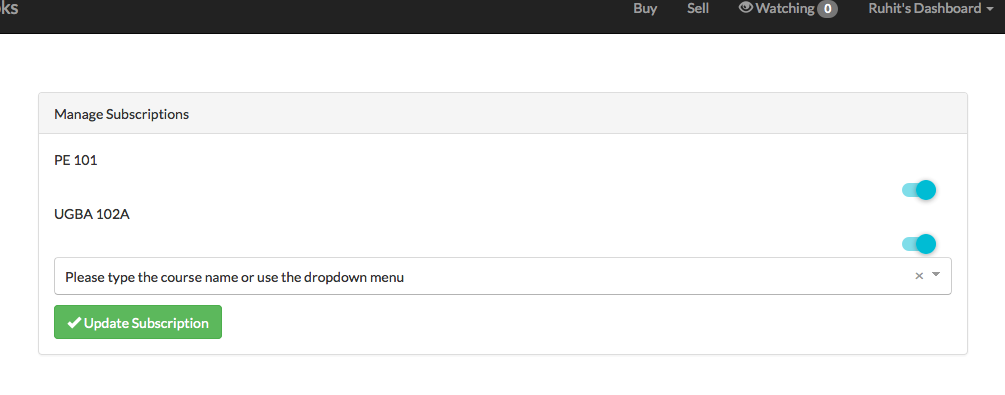 Buy Sell Watching 0 Ruhit's Dashboard
Manage Subscriptions
PE 101
UGBA 102A
Please type the course name or use the dropdown menu ×
Update Subscription